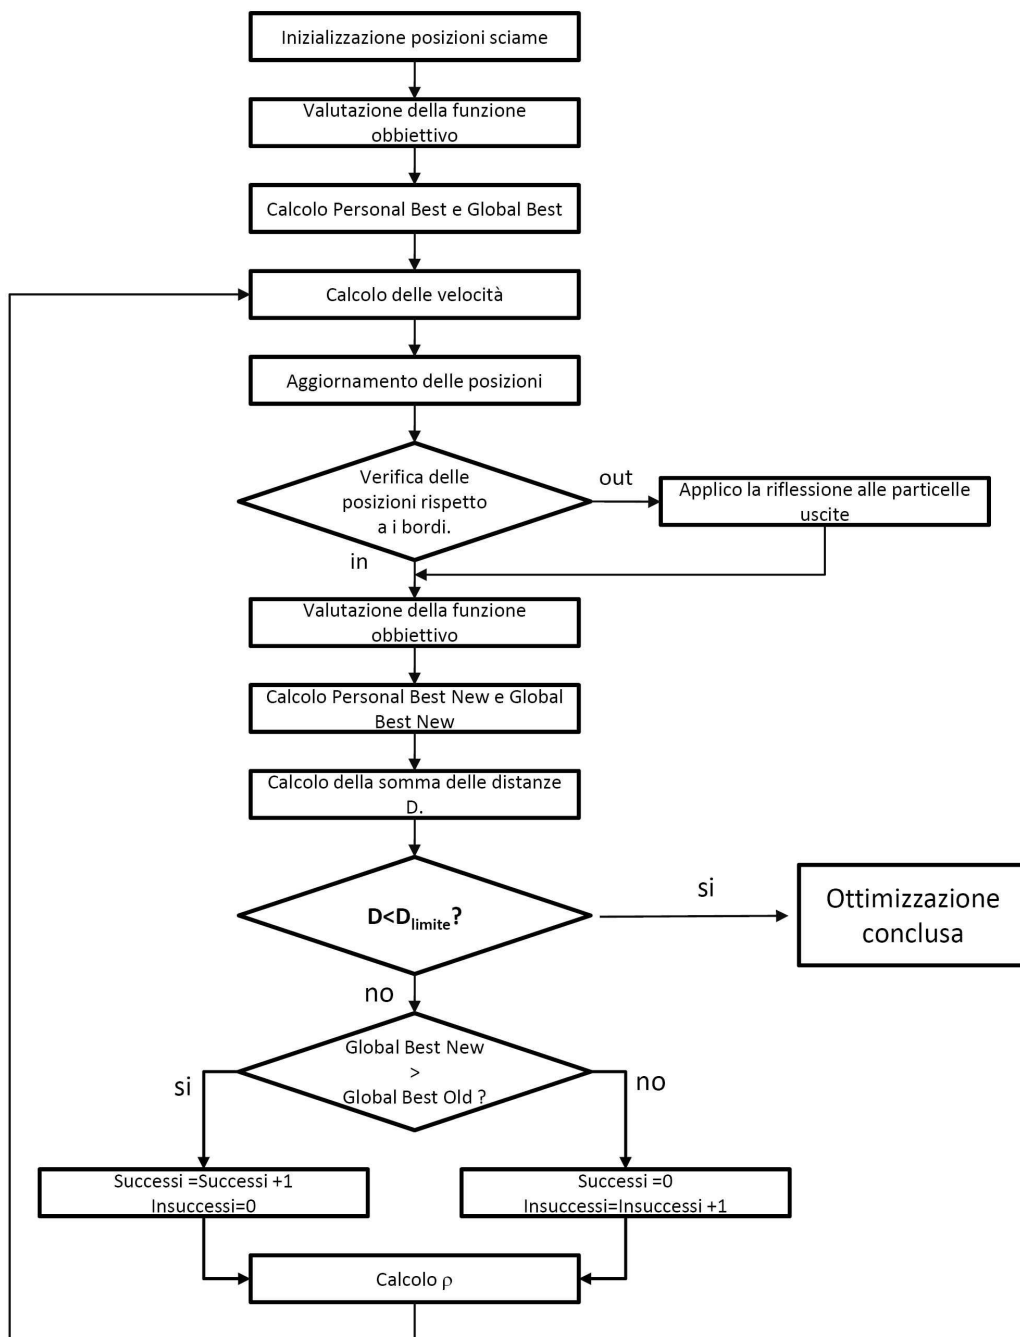 Inizializzazione posizioni sciame
Valutazione della funzione
obbiettivo
Calcolo Personal Best e Global Best
Calcolo delle velocità
Aggiornamento delle posizioni
Verifica delle
posizioni rispetto
a i bordi.
out
Applico la riflessione alle particelle
uscite
in
Valutazione della funzione
obbiettivo
Calcolo Personal Best New e Global
Best New
Calcolo della somma delle distanze
D.
D<Dlimite?
si
Ottimizzazione
conclusa
no
Global Best New
>
Global Best Old ?
si
no
Successi =Successi +1
Insuccessi=0
Successi =0
Insuccessi=Insuccessi +1
Calcolo ρ